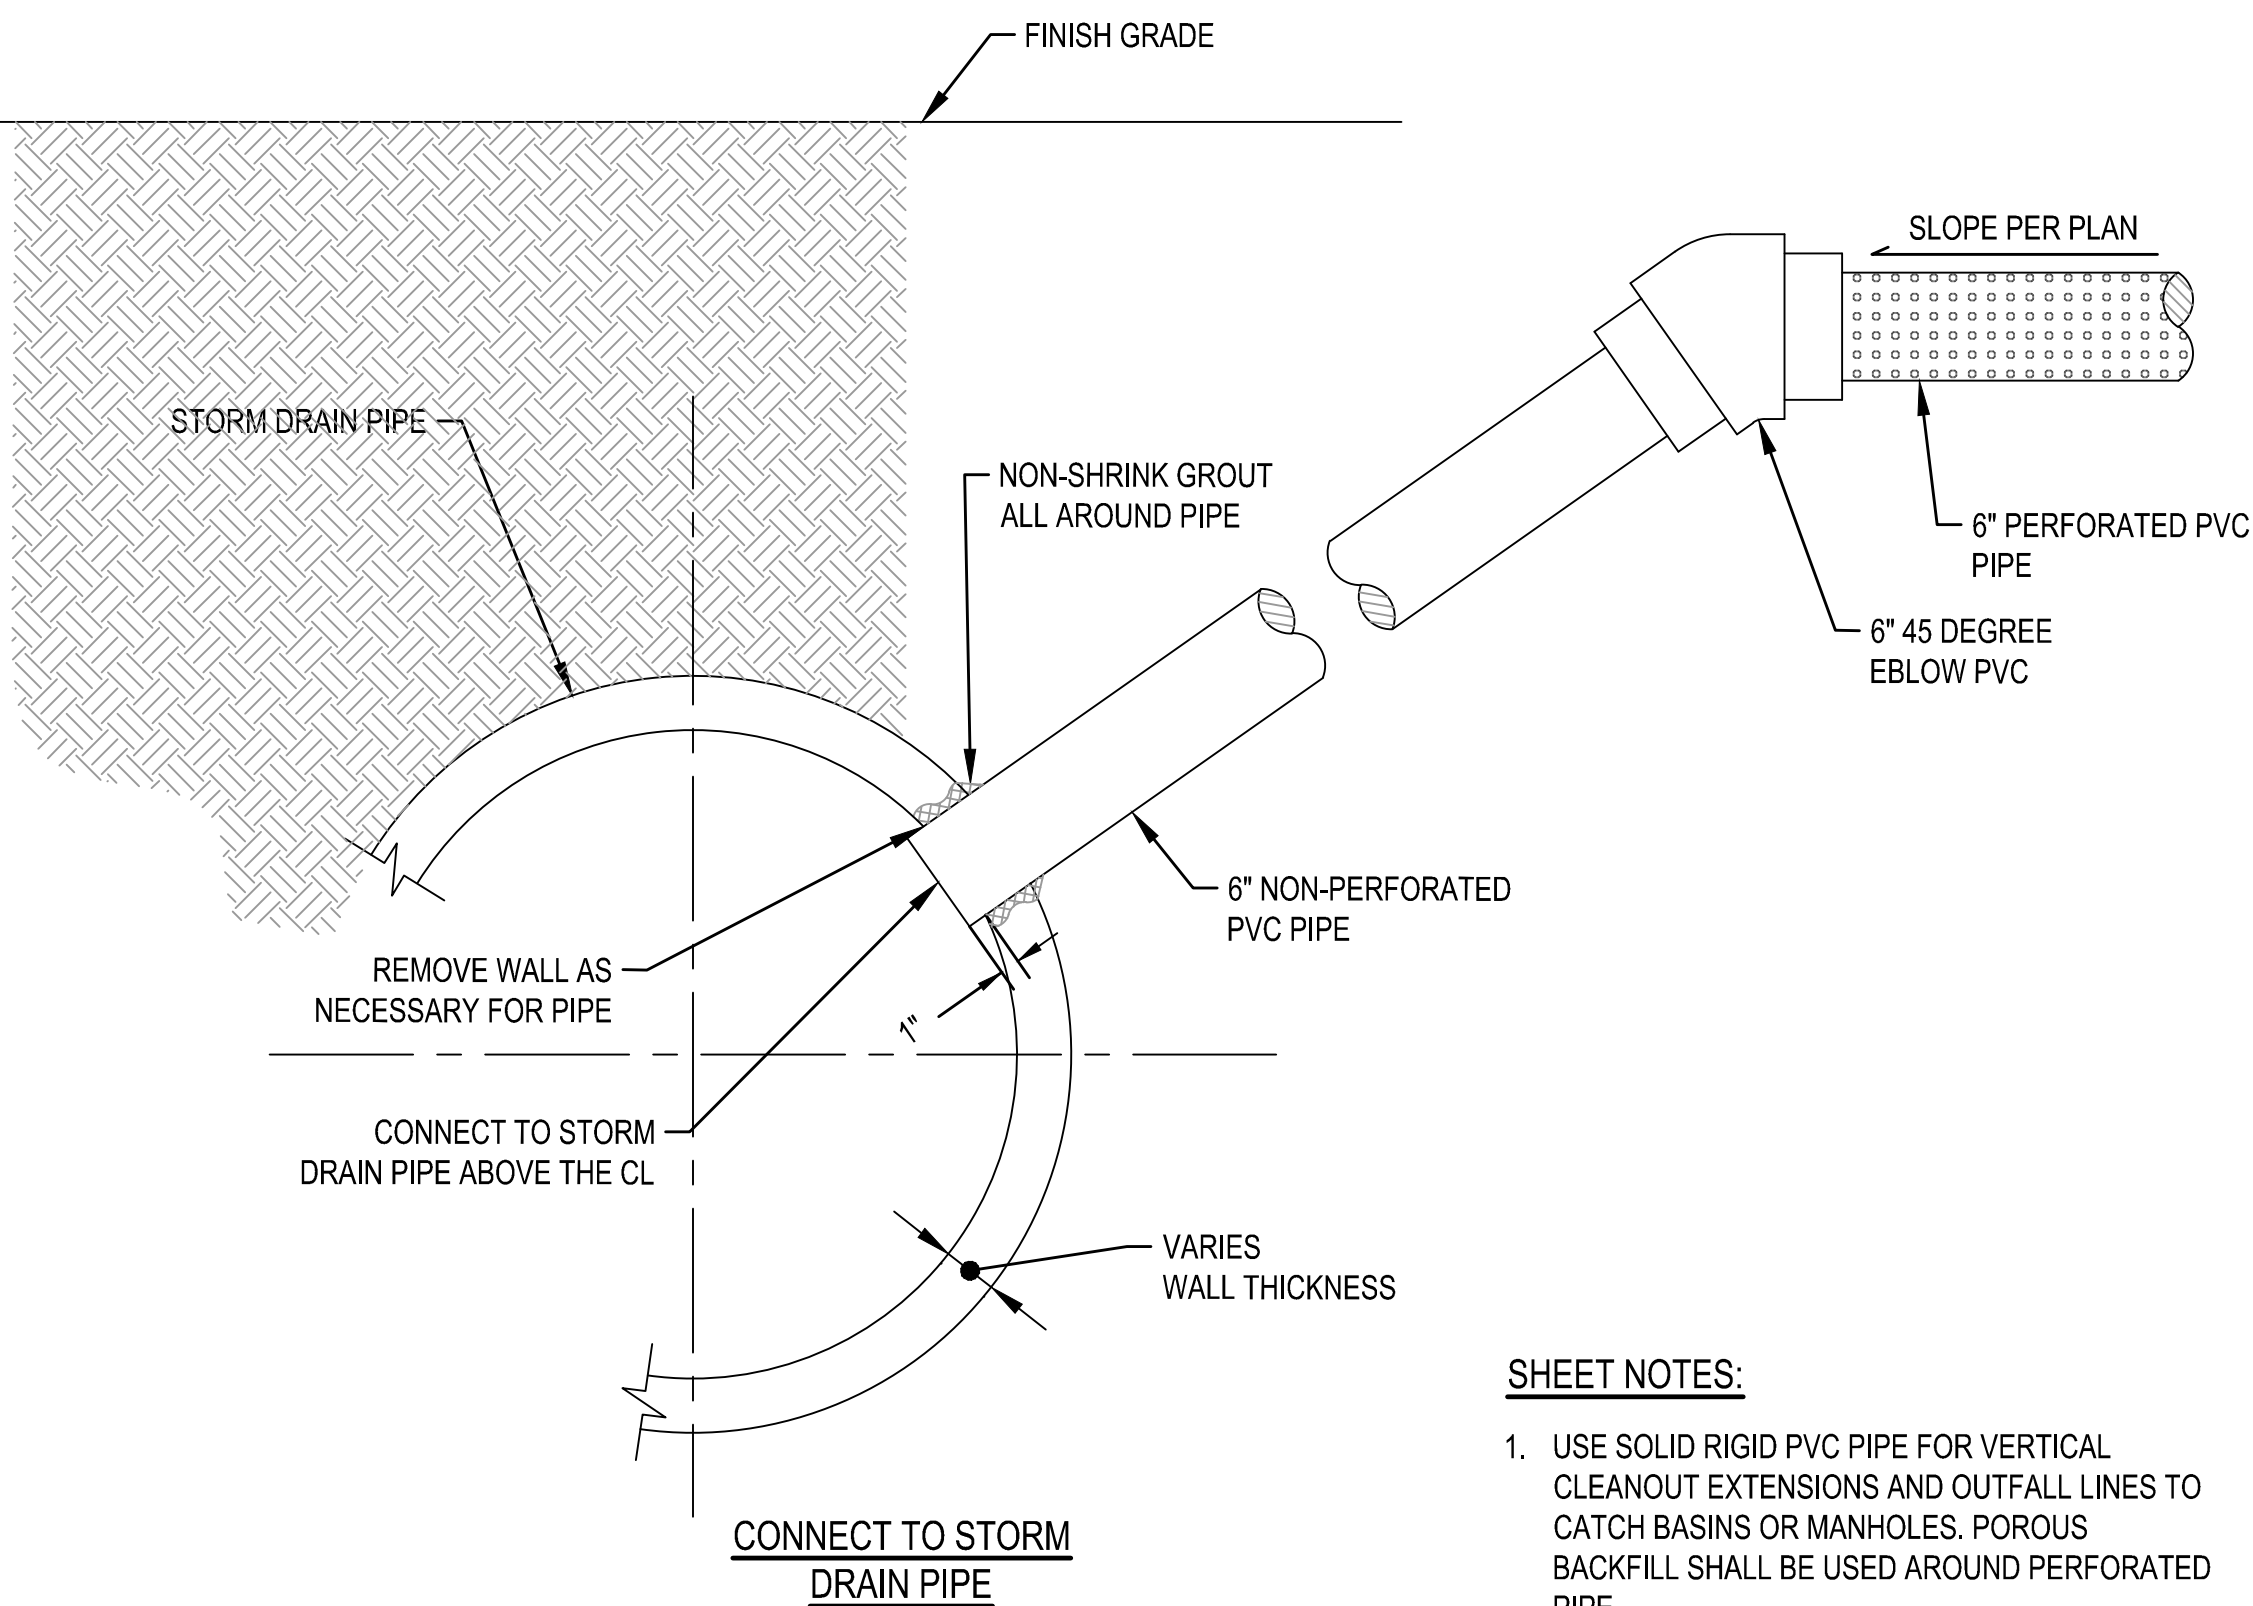 FINISH GRADE
SLOPE PER PLAN
STORM DRAIN PIPE
NON-SHRINK GROUT
ALL AROUND PIPE
6" PERFORATED PVC
PIPE
6" 45 DEGREE
EBLOW PVC
6" NON-PERFORATED
PVC PIPE
REMOVE WALL AS
NECESSARY FOR PIPE
1"
CONNECT TO STORM
DRAIN PIPE ABOVE THE CL
VARIES
WALL THICKNESS
CONNECT TO STORM
DRAIN PIPE
SHEET NOTES:
1. USE SOLID RIGID PVC PIPE FOR VERTICAL
CLEANOUT EXTENSIONS AND OUTFALL LINES TO
CATCH BASINS OR MANHOLES. POROUS
BACKFILL SHALL BE USED AROUND PERFORATED
PIPE